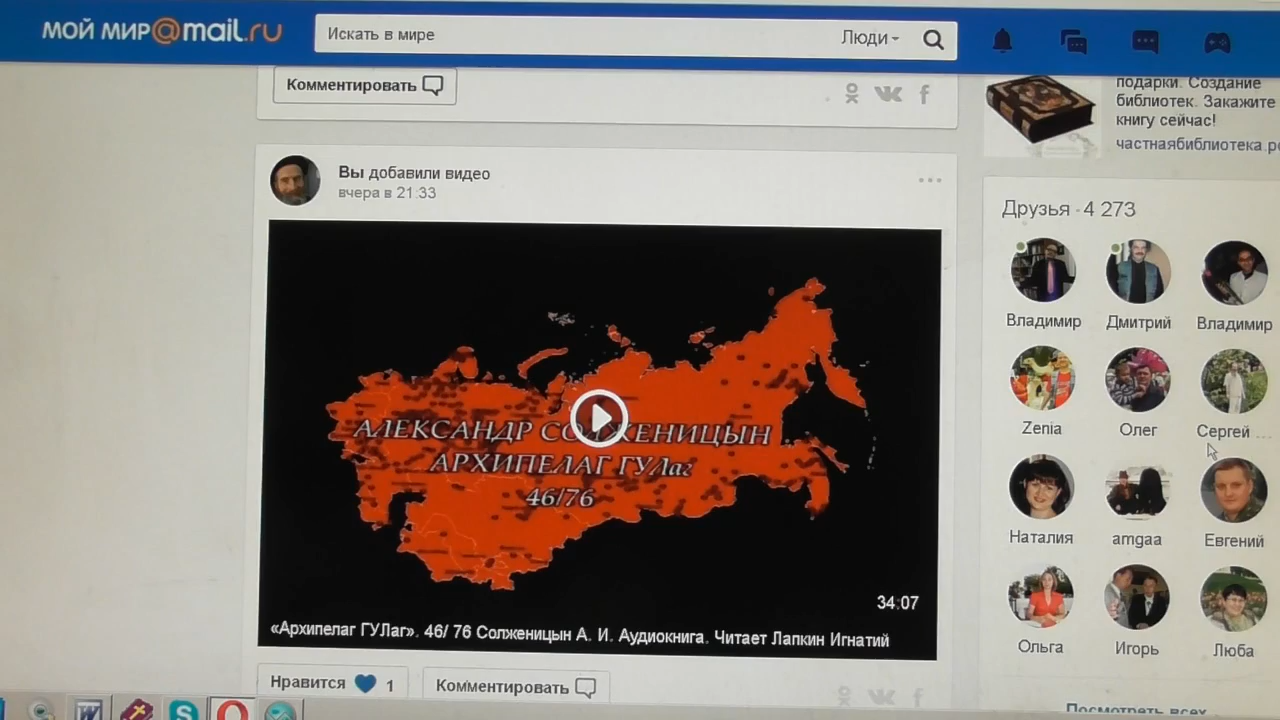 МОЙ МИР@mail.ru
Искать в мире
Люди
Комментировать
подарки. Создание
библиотек. Закажите
книгу сейчас!
частнаябиблиотека.р
Вы добавили видео
вчера в 21:33
АЛЕКСАНДР СОЛЖЕНИЦЫН
АРХИПЕЛАГ ГУЛаг
46/76
34:07
«Архипелаг ГУЛаг». 46/ 76 Солженицын А. И. Аудиокнига. Читает Лапкин Игнатий
Нравится 1
Комментировать
Друзья · 4 273
Владимир
Дмитрий
Владимир
Zenia
Олег
Сергей ...
Наталия
amgaa
Евгений
Ольга
Игорь
Люба
Посмотреть всех